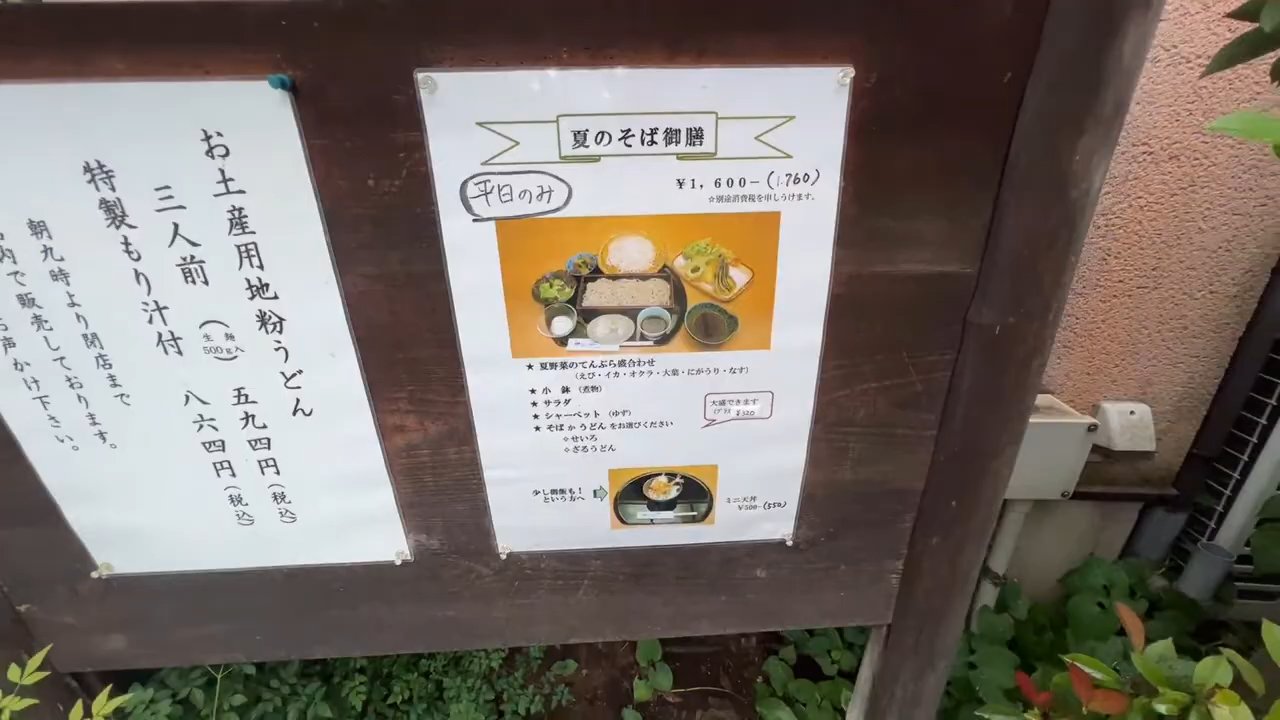 お土産用地粉うどん
三人前（生麺500g入）五九四円（税込）
特製もり汁付 八六四円（税込）
朝九時より閉店まで
内で販売しております。
声かけ下さい。
夏のそば御膳
平日のみ
￥1,600-(1.760)
☆別途消費税を申しうけます。
★ 夏野菜のてんぷら盛合わせ
（えび・イカ・オクラ・大葉・にがうり・なす）
★ 小 鉢 （煮物）
★ サラダ
★ シャーベット （ゆず）
★ そば か うどん をお選びください
☆せいろ
☆ざるうどん
大盛できます
¥320
少し御飯も！
という方へ
ミニ天丼
￥500-(550)